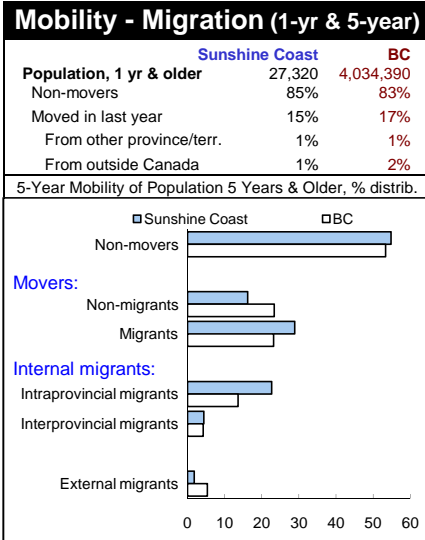 Mobility - Migration (1-yr & 5-year)
Sunshine Coast BC
Population, 1 yr & older 27,320 4,034,390
Non-movers 85% 83%
Moved in last year 15% 17%
From other province/terr. 1% 1%
From outside Canada 1% 2%
5-Year Mobility of Population 5 Years & Older, % distrib.
Sunshine Coast BC
Non-movers
Movers:
Non-migrants
Migrants
Internal migrants:
Intraprovincial migrants
Interprovincial migrants
External migrants
0 10 20 30 40 50 60